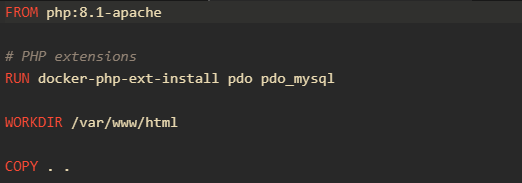 FROM php:8.1-apache
# PHP extensions
RUN docker-php-ext-install pdo pdo_mysql
WORKDIR /var/www/html
COPY . .